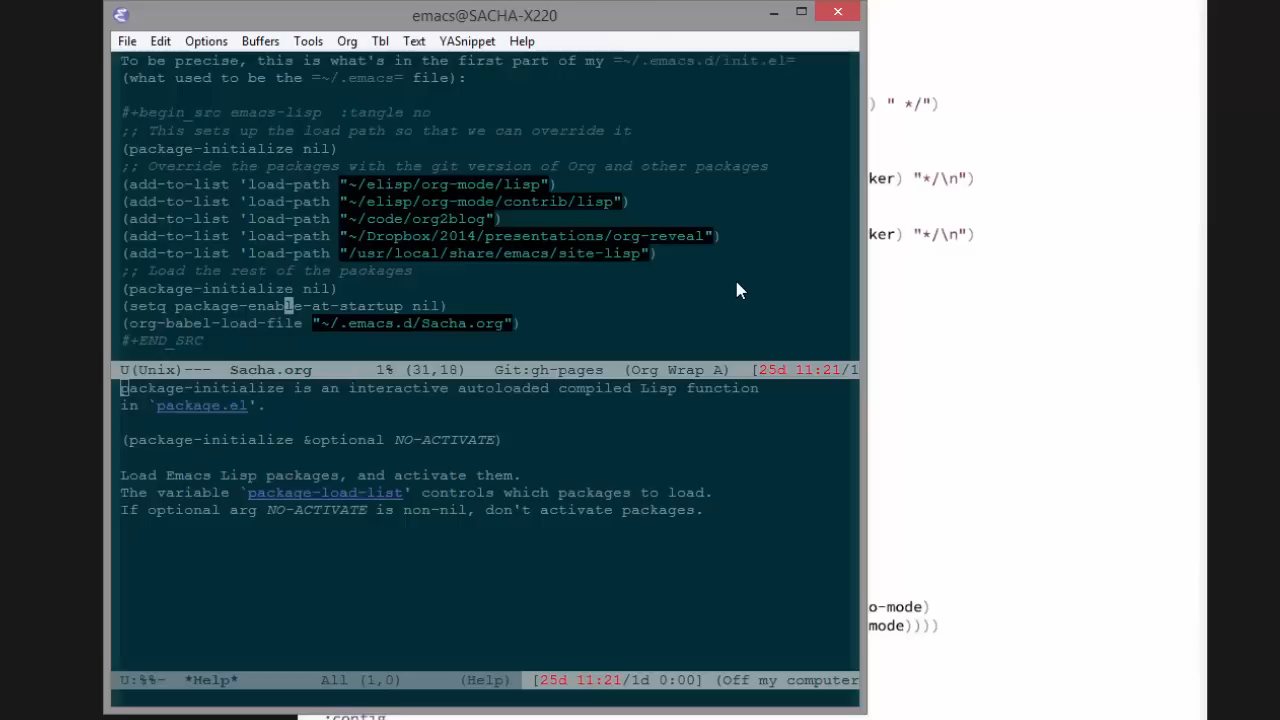 emacs@SACHA-X220
File Edit Options Buffers Tools Org Tbl Text YASnippet Help
To be precise, this is what's in the first part of my =~/.emacs.d/init.el=
(what used to be the =~/.emacs= file):
#+begin_src emacs-lisp  :tangle no
;; This sets up the load path so that we can override it
(package-initialize nil)
;; Override the packages with the git version of Org and other packages
(add-to-list 'load-path "~/elisp/org-mode/lisp")
(add-to-list 'load-path "~/elisp/org-mode/contrib/lisp")
(add-to-list 'load-path "~/code/org2blog")
(add-to-list 'load-path "~/Dropbox/2014/presentations/org-reveal")
(add-to-list 'load-path "/usr/local/share/emacs/site-lisp")
;; Load the rest of the packages
(package-initialize nil)
(setq package-enable-at-startup nil)
(org-babel-load-file "~/.emacs.d/Sacha.org")
#+END_SRC
U(Unix)--- Sacha.org 1% (31,18) Git:gh-pages (Org Wrap A) [25d 11:21/1
package-initialize is an interactive autoloaded compiled Lisp function
in `package.el'.
(package-initialize &optional NO-ACTIVATE)
Load Emacs Lisp packages, and activate them.
The variable `package-load-list' controls which packages to load.
If optional arg NO-ACTIVATE is non-nil, don't activate packages.
U:%%- *Help* All (1,0) (Help) [25d 11:21/1d 0:00] (Off my computer
) " */")
ker) "*/\n")
ker) "*/\n")
o-mode)
mode))))
:config